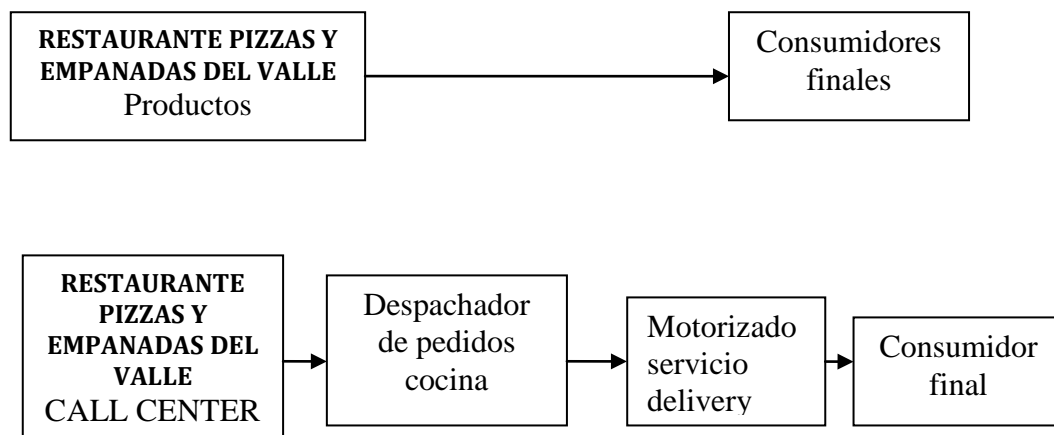 RESTAURANTE PIZZAS Y
EMPANADAS DEL VALLE
Productos
Consumidores
finales
RESTAURANTE
PIZZAS Y
EMPANADAS DEL
VALLE
CALL CENTER
Despachador
de pedidos
cocina
Motorizado
servicio
delivery
Consumidor
final